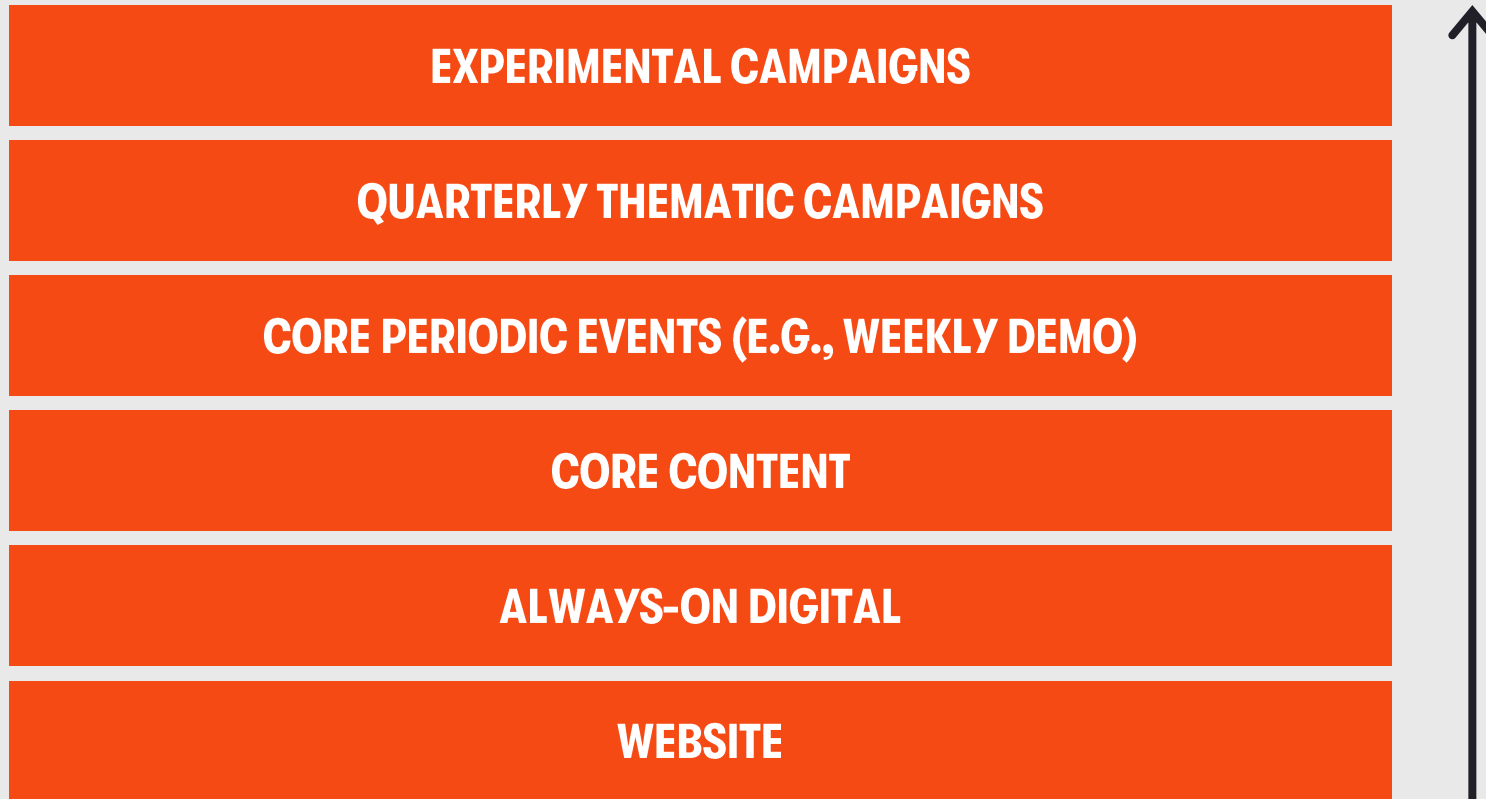 EXPERIMENTAL CAMPAIGNS
QUARTERLY THEMATIC CAMPAIGNS
CORE PERIODIC EVENTS (E.G., WEEKLY DEMO)
CORE CONTENT
ALWAYS-ON DIGITAL
WEBSITE